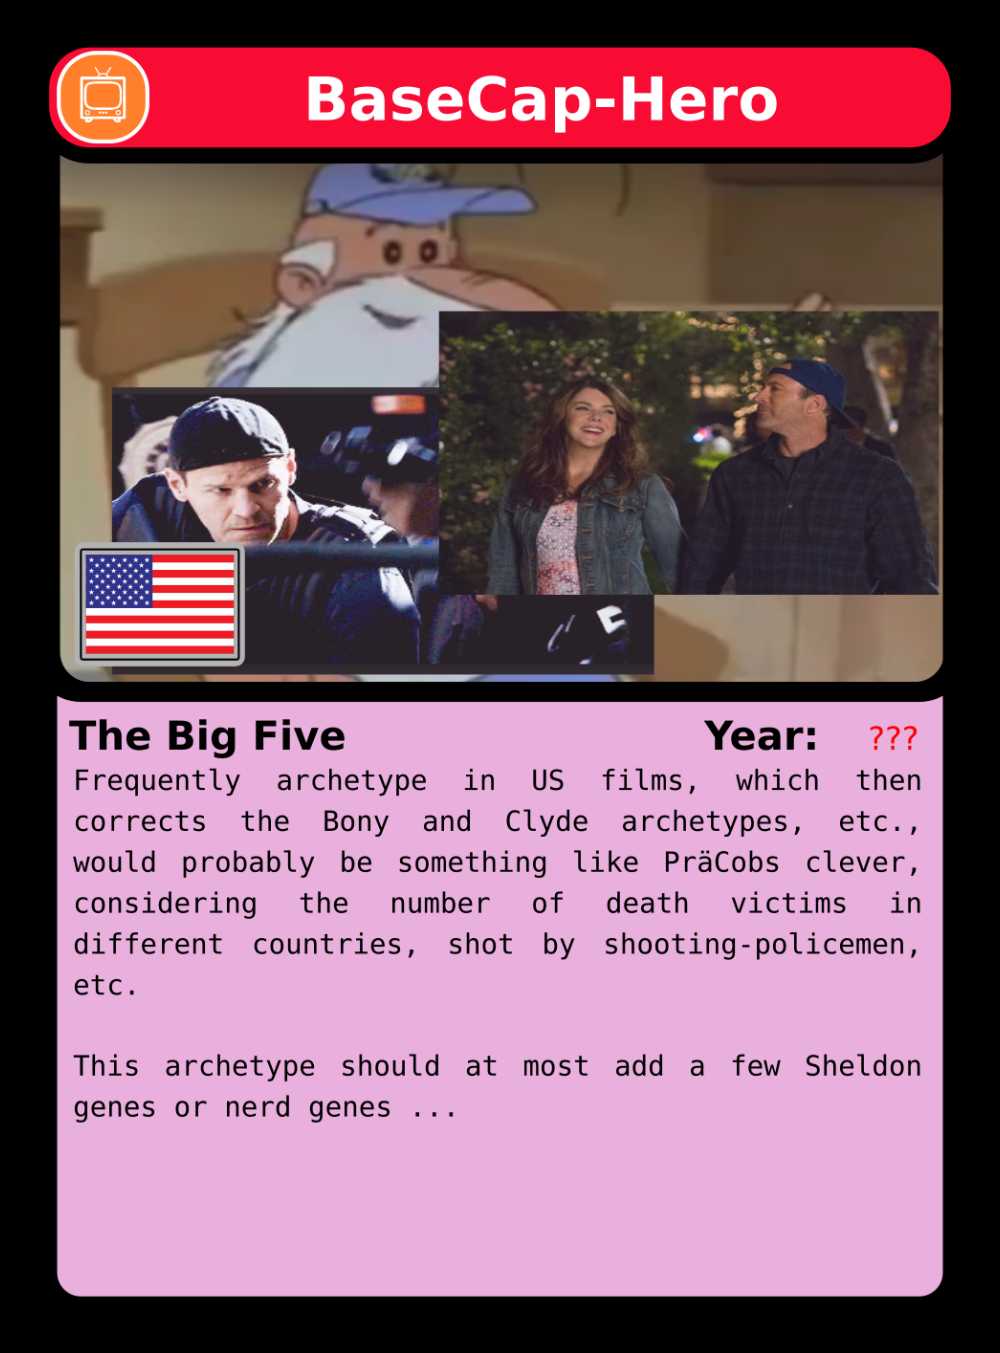 BaseCap-Hero
The Big Five Year: ???
Frequently archetype in US films, which then
corrects the Bony and Clyde archetypes, etc.,
would probably be something like PräCobs clever,
considering the number of death victims in
different countries, shot by shooting-policemen,
etc.
This archetype should at most add a few Sheldon
genes or nerd genes ...